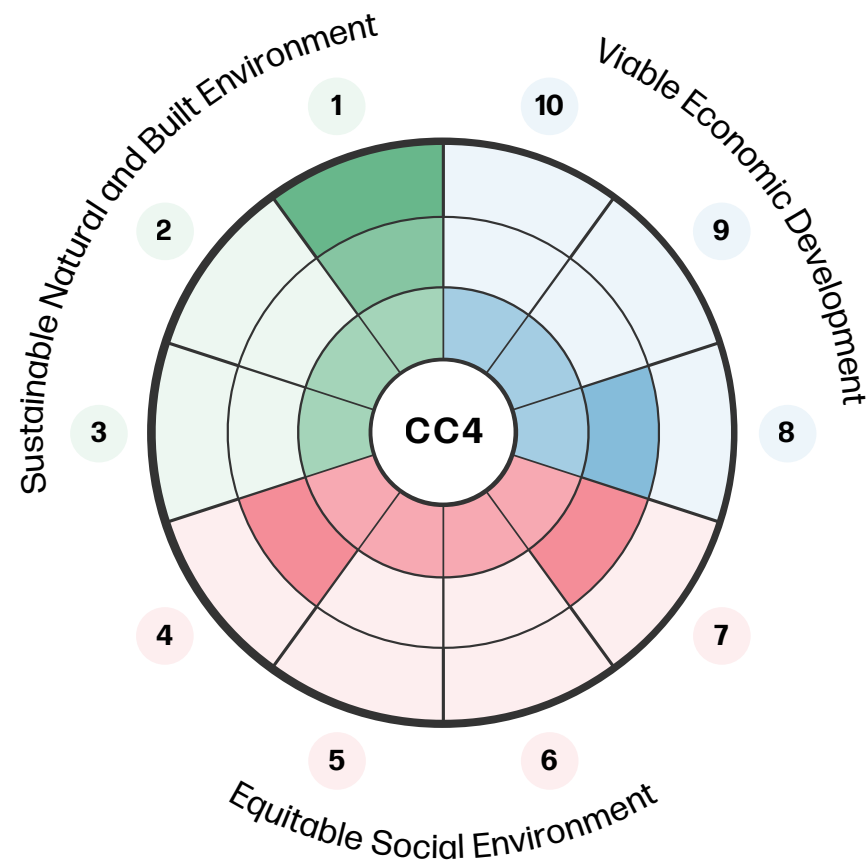 Sustainable Natural and Built Environment
Viable Economic Development
1
10
2
9
3
CC4
8
4
7
5
6
Equitable Social Environment